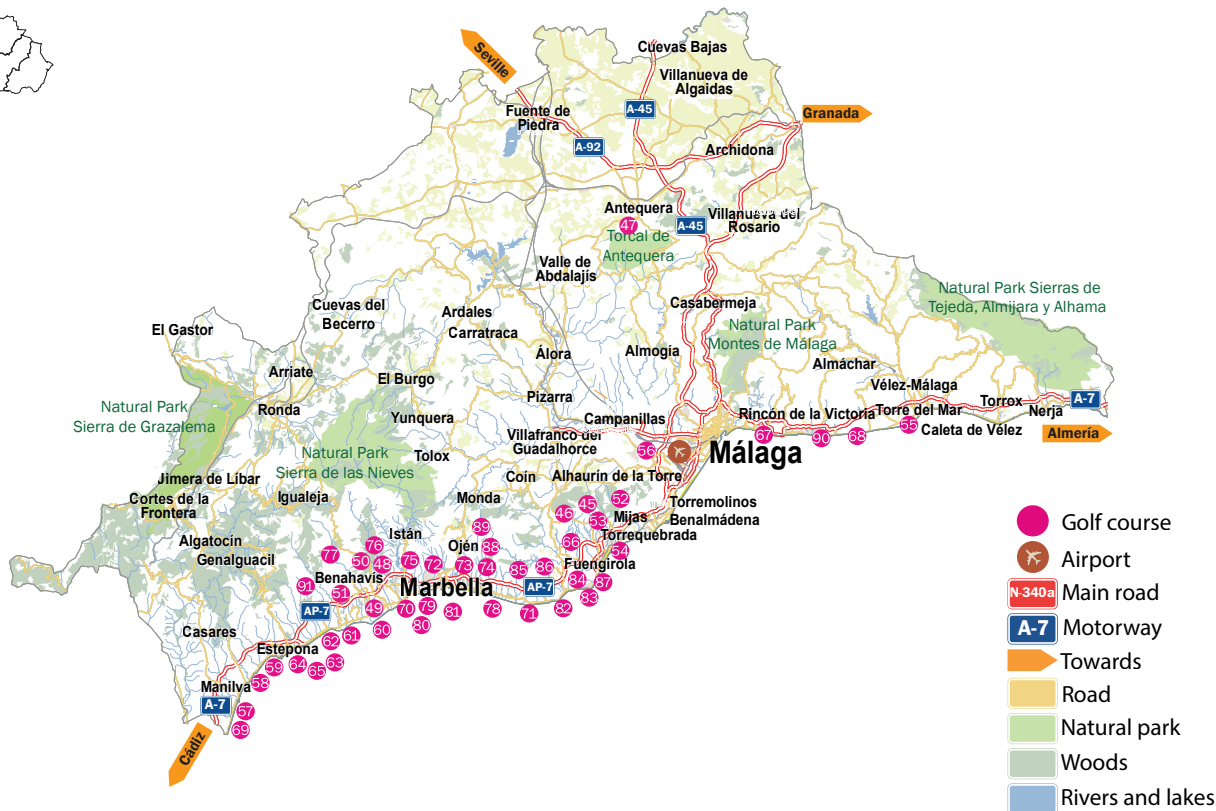 Cuevas Bajas
Seville
Villanueva de
Algaidas
A-45
Fuente de
Piedra
Granada
A-92
Archidona
Antequera
47
A-45
Villanueva del
Rosario
Torcal de
Antequera
Valle de
Abdalajís
Natural Park Sierras de
Tejeda, Almijara y Alhama
Cuevas del
Becerro
Ardales
Casabermeja
El Gastor
Carratraca
Natural Park
Montes de Málaga
Álora
Almogía
Almáchar
Arriate
El Burgo
Vélez-Málaga
Pizarra
Torrox
A-7
Natural Park
Sierra de Grazalema
Ronda
Yunquera
Campanillas
Rincón de la Victoria
Torre del Mar
Nerja
55
Caleta de Vélez
Almería
Villafranco del
Guadalhorce
67
90
68
56
Málaga
Natural Park
Sierra de las Nieves
Tolox
Jimera de Líbar
Coín
Alhaurín de la Torre
Cortes de la
Frontera
Igualeja
Monda
45
52
Torremolinos
46
53
Mijas
Benalmádena
Golf course
89
Istán
Torrequebrada
Algatocín
76
Ojén
88
66
54
Airport
Genalguacil
77
50
48
75
72
73
74
85
86
Fuengirola
Benahavís
84
87
N-340a
Main road
91
51
Marbella
AP-7
83
AP-7
49
70
79
81
78
71
82
A-7
Motorway
Casares
62
61
60
80
Estepona
Towards
59
64
65
63
Manilva
58
Road
A-7
57
69
Natural park
Cádiz
Woods
Rivers and lakes